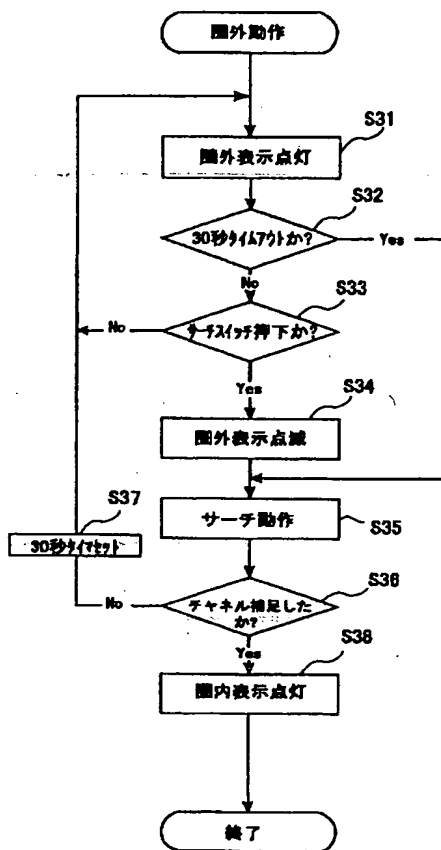 圏外動作
S31
圏外表示点灯
S32
30秒タイムアウトか?
Yes
No
S33
サーチスイッチ押下か?
No
Yes
S34
圏外表示点滅
S37
30秒タイマセット
サーチ動作
S35
S36
チャネル補足した
か?
No
Yes
S38
圏内表示点灯
終了